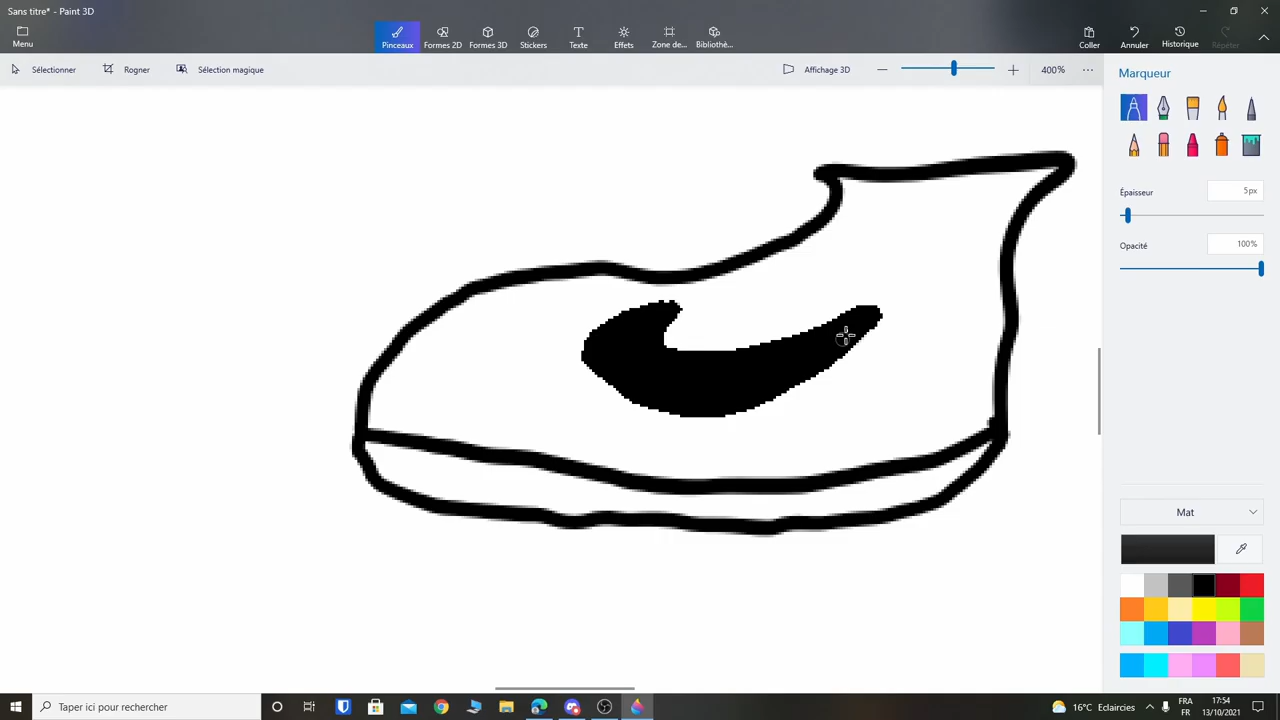 Sans titre* - Paint 3D
Menu
Pinceaux
Formes 2D
Formes 3D
Stickers
Texte
Effets
Zone de...
Bibliothè...
Coller
Annuler
Historique
Répéter
Sélectionner
Rogner
Sélection magique
Affichage 3D
400%
Marqueur
Épaisseur
5px
Opacité
100%
Mat
Taper ici pour rechercher
16°C Eclaircies
FRA
FR
17:54
13/10/2021